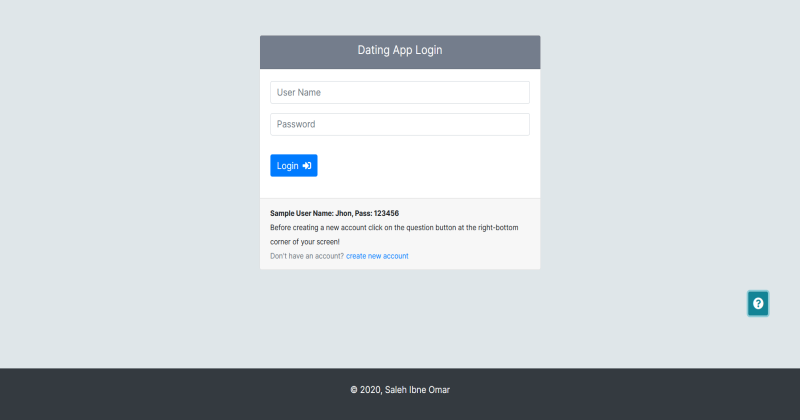 Dating App Login
User Name
Password
Login
Sample User Name: Jhon, Pass: 123456
Before creating a new account click on the question button at the right-bottom
corner of your screen!
Don't have an account? create new account
?
© 2020, Saleh Ibne Omar